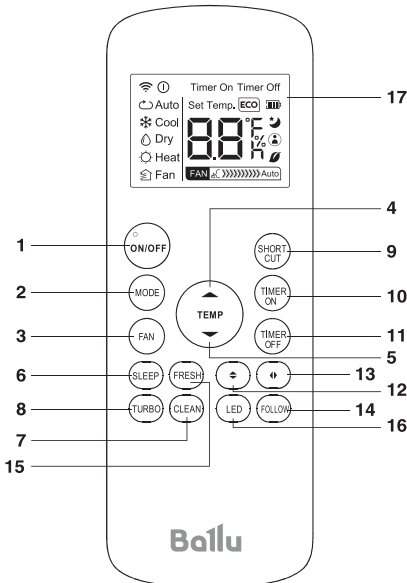 Timer On Timer Off
17
Auto Set Temp. ECO
Cool
88 °F
Dry
%
Heat
h
Fan FAN Auto
4
1
ON/OFF
SHORT CUT
9
2
MODE
TEMP
TIMER ON
10
3
FAN
TIMER OFF
11
5
6
SLEEP FRESH
13
12
8
TURBO CLEAN LED FOLLOW
14
7
16
15
Ballu